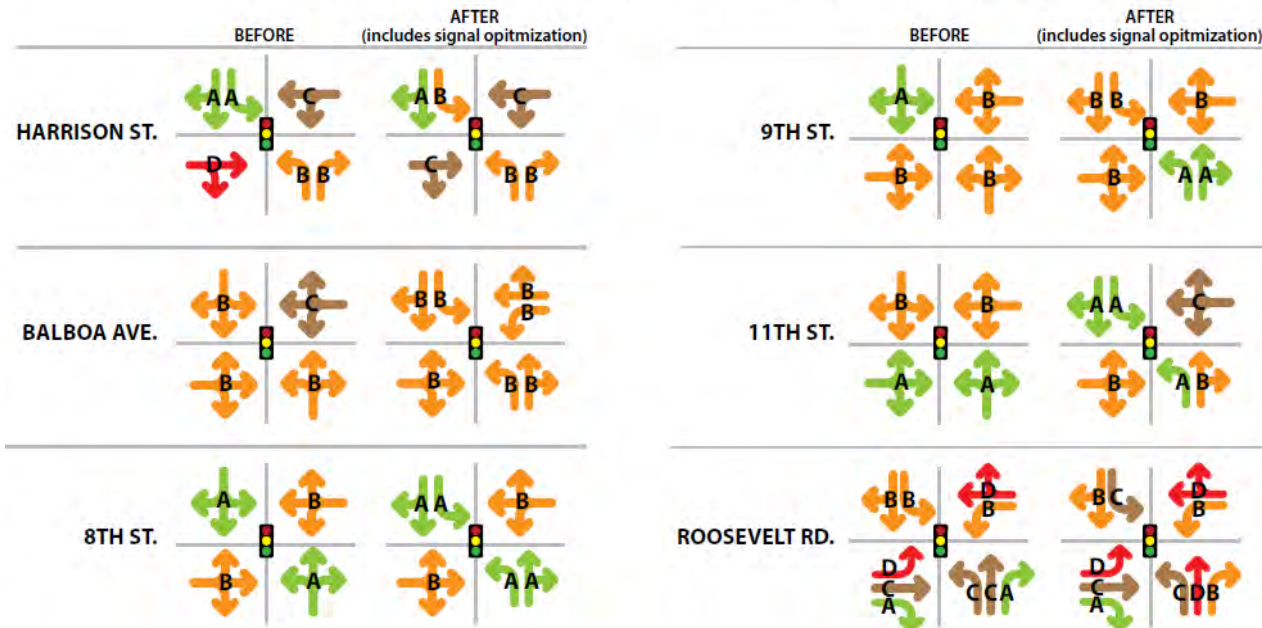 BEFORE
AFTER
(includes signal opitmization)
HARRISON ST.
A A
C
A B
C
D
B B
C
B B
BALBOA AVE.
B
C
B B
B
B
B
B
B
B B
8TH ST.
A
B
A A
B
B
A
B
A A
BEFORE
AFTER
(includes signal opitmization)
9TH ST.
A
B
B B
B
B
B
B
A A
11TH ST.
B
B
A A
C
A
A
B
A B
ROOSEVELT RD.
B B
D
B
B C
D
B
D
C
A
C C A
D
C
A
C D B